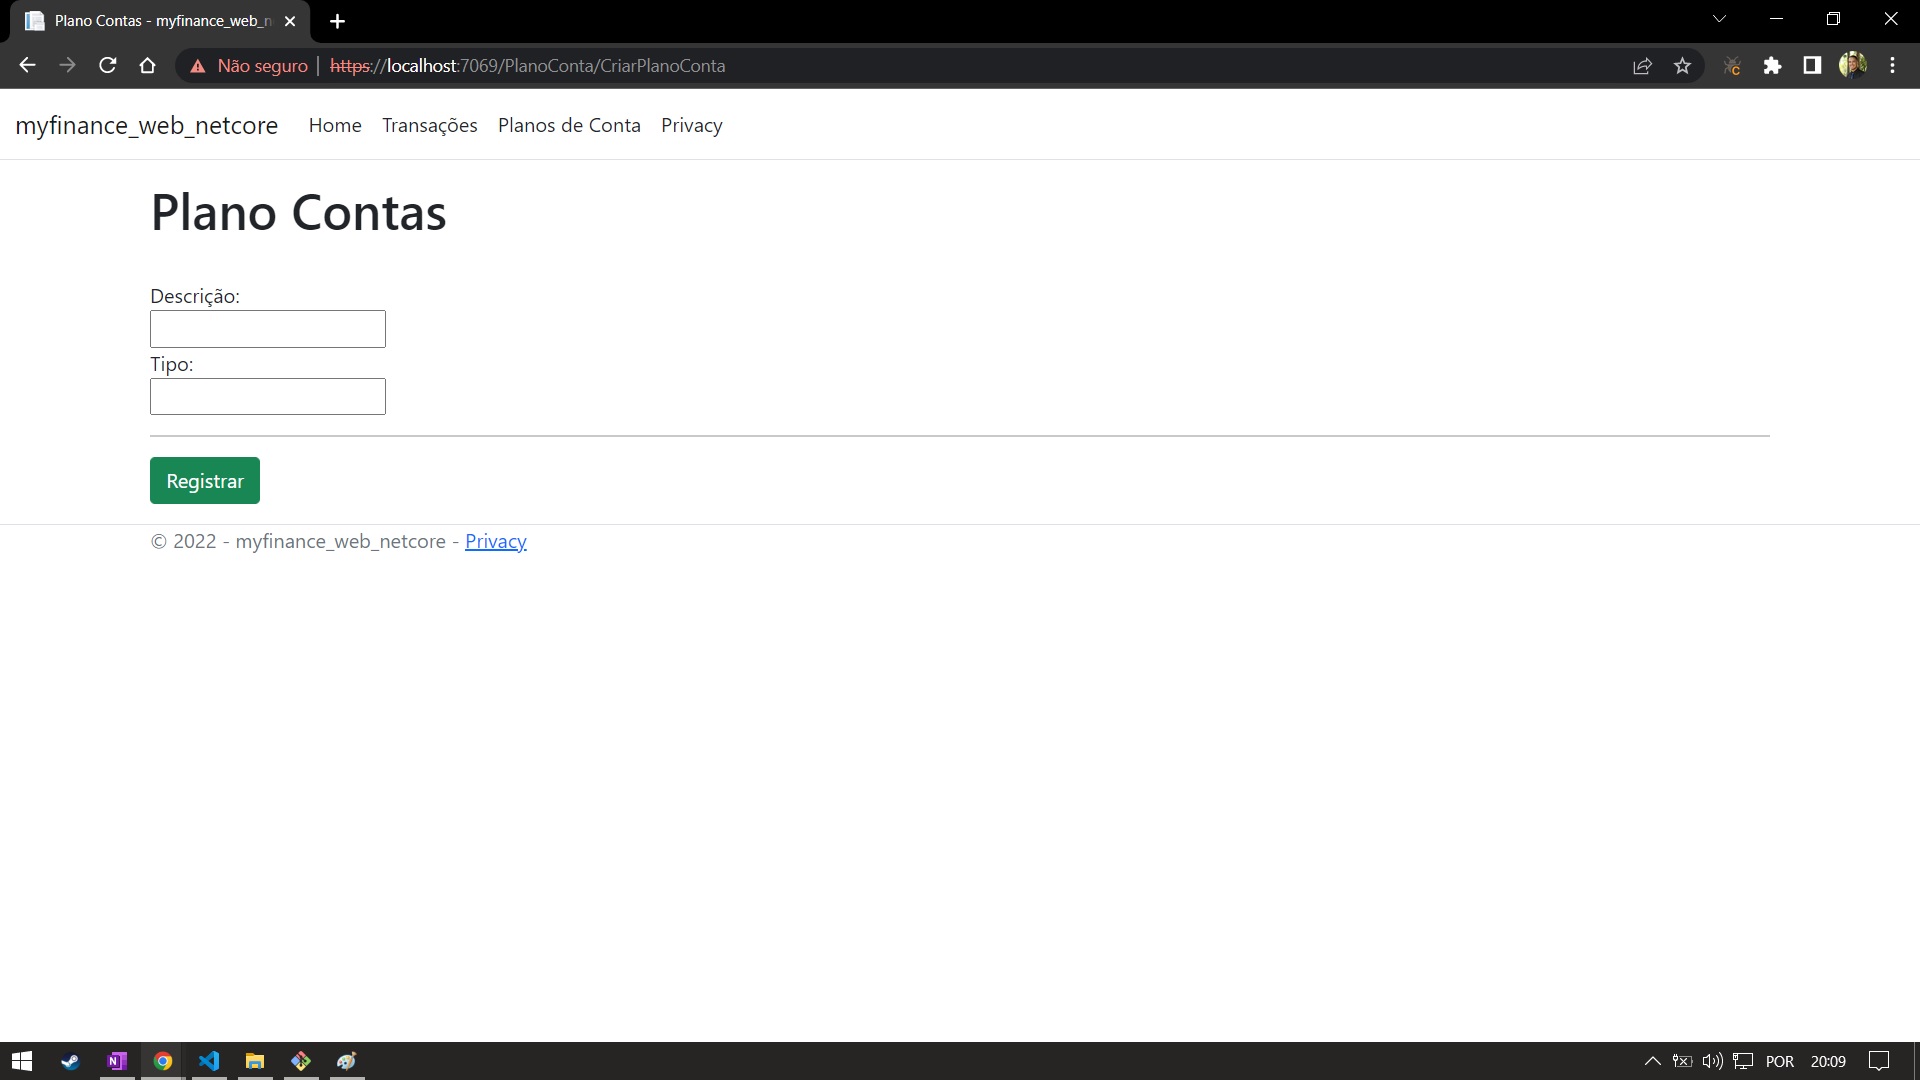 Plano Contas - myfinance_web_n
Não seguro | https://localhost:7069/PlanoConta/CriarPlanoConta
myfinance_web_netcore Home Transações Planos de Conta Privacy
Plano Contas
Descrição:
Tipo:
Registrar
© 2022 - myfinance_web_netcore - Privacy
POR 20:09